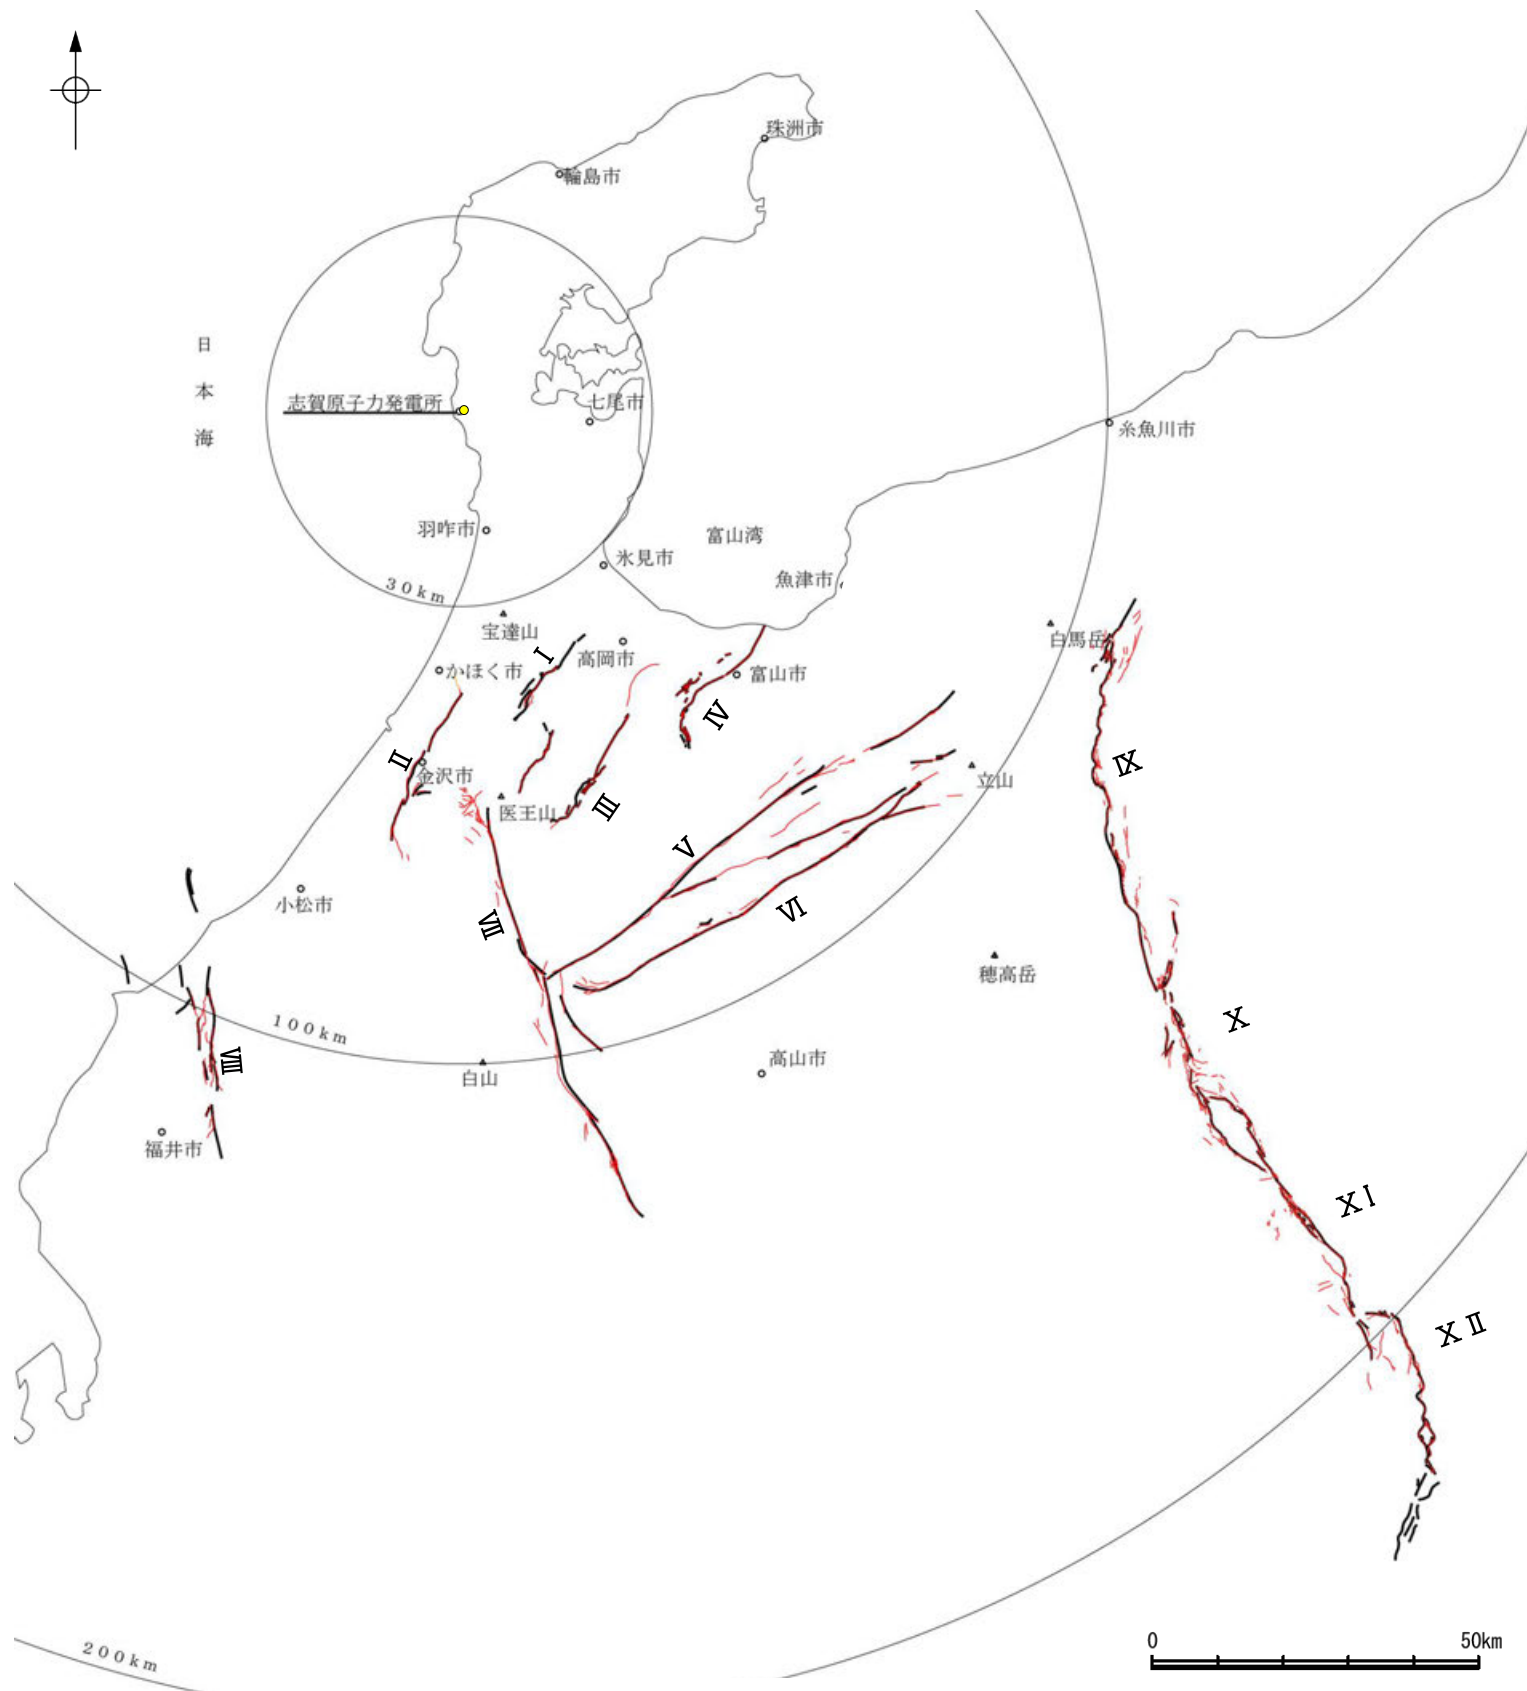 珠洲市
輪島市
日本海
志賀原子力発電所
七尾市
糸魚川市
羽咋市
富山湾
氷見市
魚津市
30km
宝達山
I
高岡市
白馬岳
かほく市
富山市
IV
II
金沢市
IX
立山
医王山
III
V
小松市
VI
VII
穂高岳
X
100km
VIII
白山
高山市
福井市
XI
XII
200km
0
50km